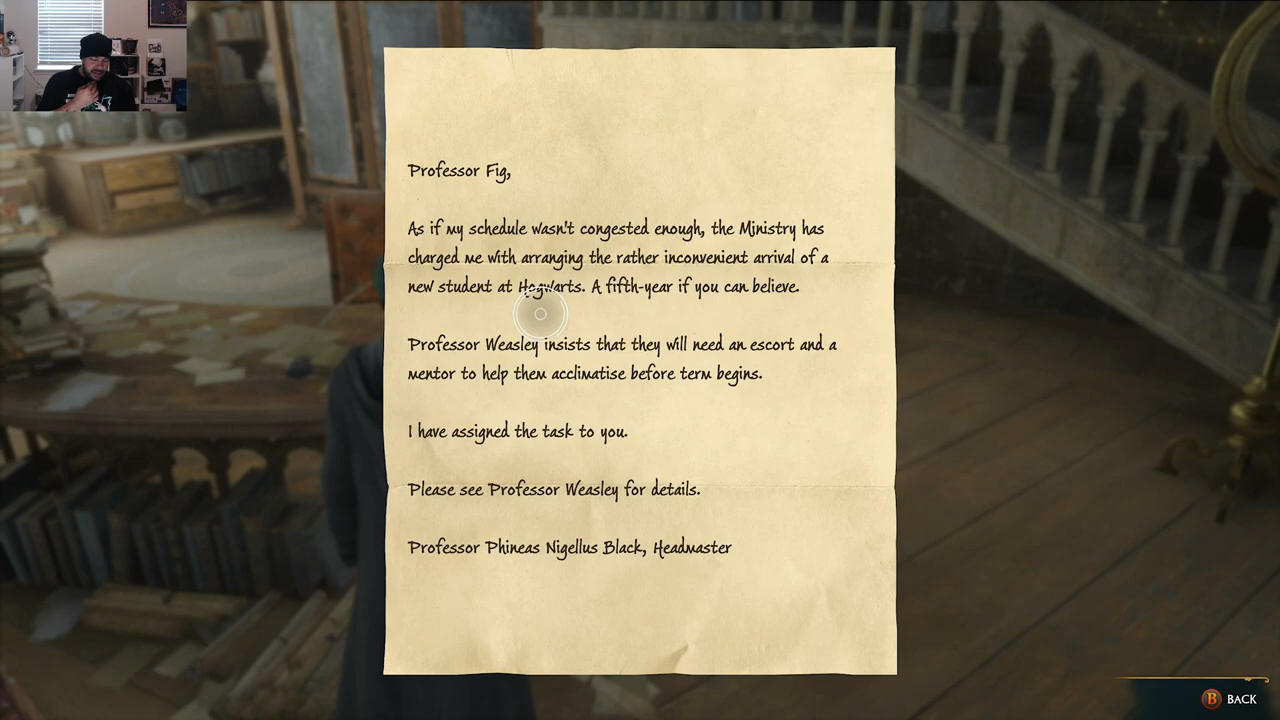 Professor Fig,
As if my schedule wasn't congested enough, the Ministry has
charged me with arranging the rather inconvenient arrival of a
new student at Hogwarts. A fifth-year if you can believe.
Professor Weasley insists that they will need an escort and a
mentor to help them acclimatise before term begins.
I have assigned the task to you.
Please see Professor Weasley for details.
Professor Phineas Nigellus Black, Headmaster
B BACK